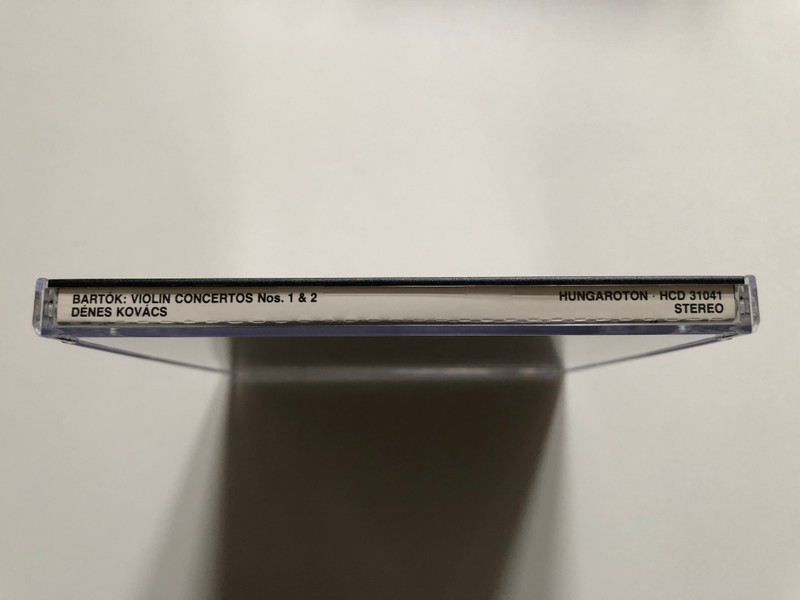 BARTÓK: VIOLIN CONCERTOS Nos. 1 & 2
DÉNES KOVÁCS
HUNGAROTON · HCD 31041
STEREO